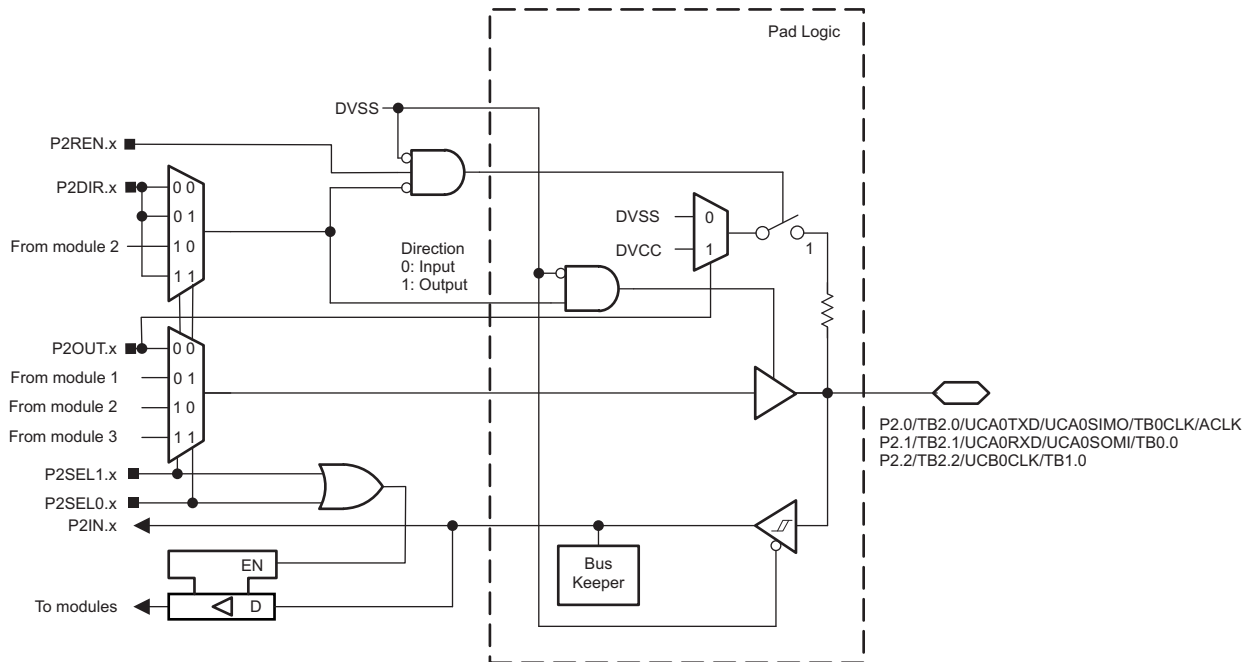 Pad Logic
DVSS
P2REN.x
P2DIR.x
0 0
0 1
From module 2
1 0
1 1
Direction
0: Input
1: Output
DVSS
0
DVCC
1
1
P2OUT.x
0 0
From module 1
0 1
From module 2
1 0
From module 3
1 1
P2.0/TB2.0/UCA0TXD/UCA0SIMO/TB0CLK/ACLK
P2.1/TB2.1/UCA0RXD/UCA0SOMI/TB0.0
P2.2/TB2.2/UCB0CLK/TB1.0
P2SEL1.x
P2SEL0.x
P2IN.x
Bus
Keeper
EN
To modules
D